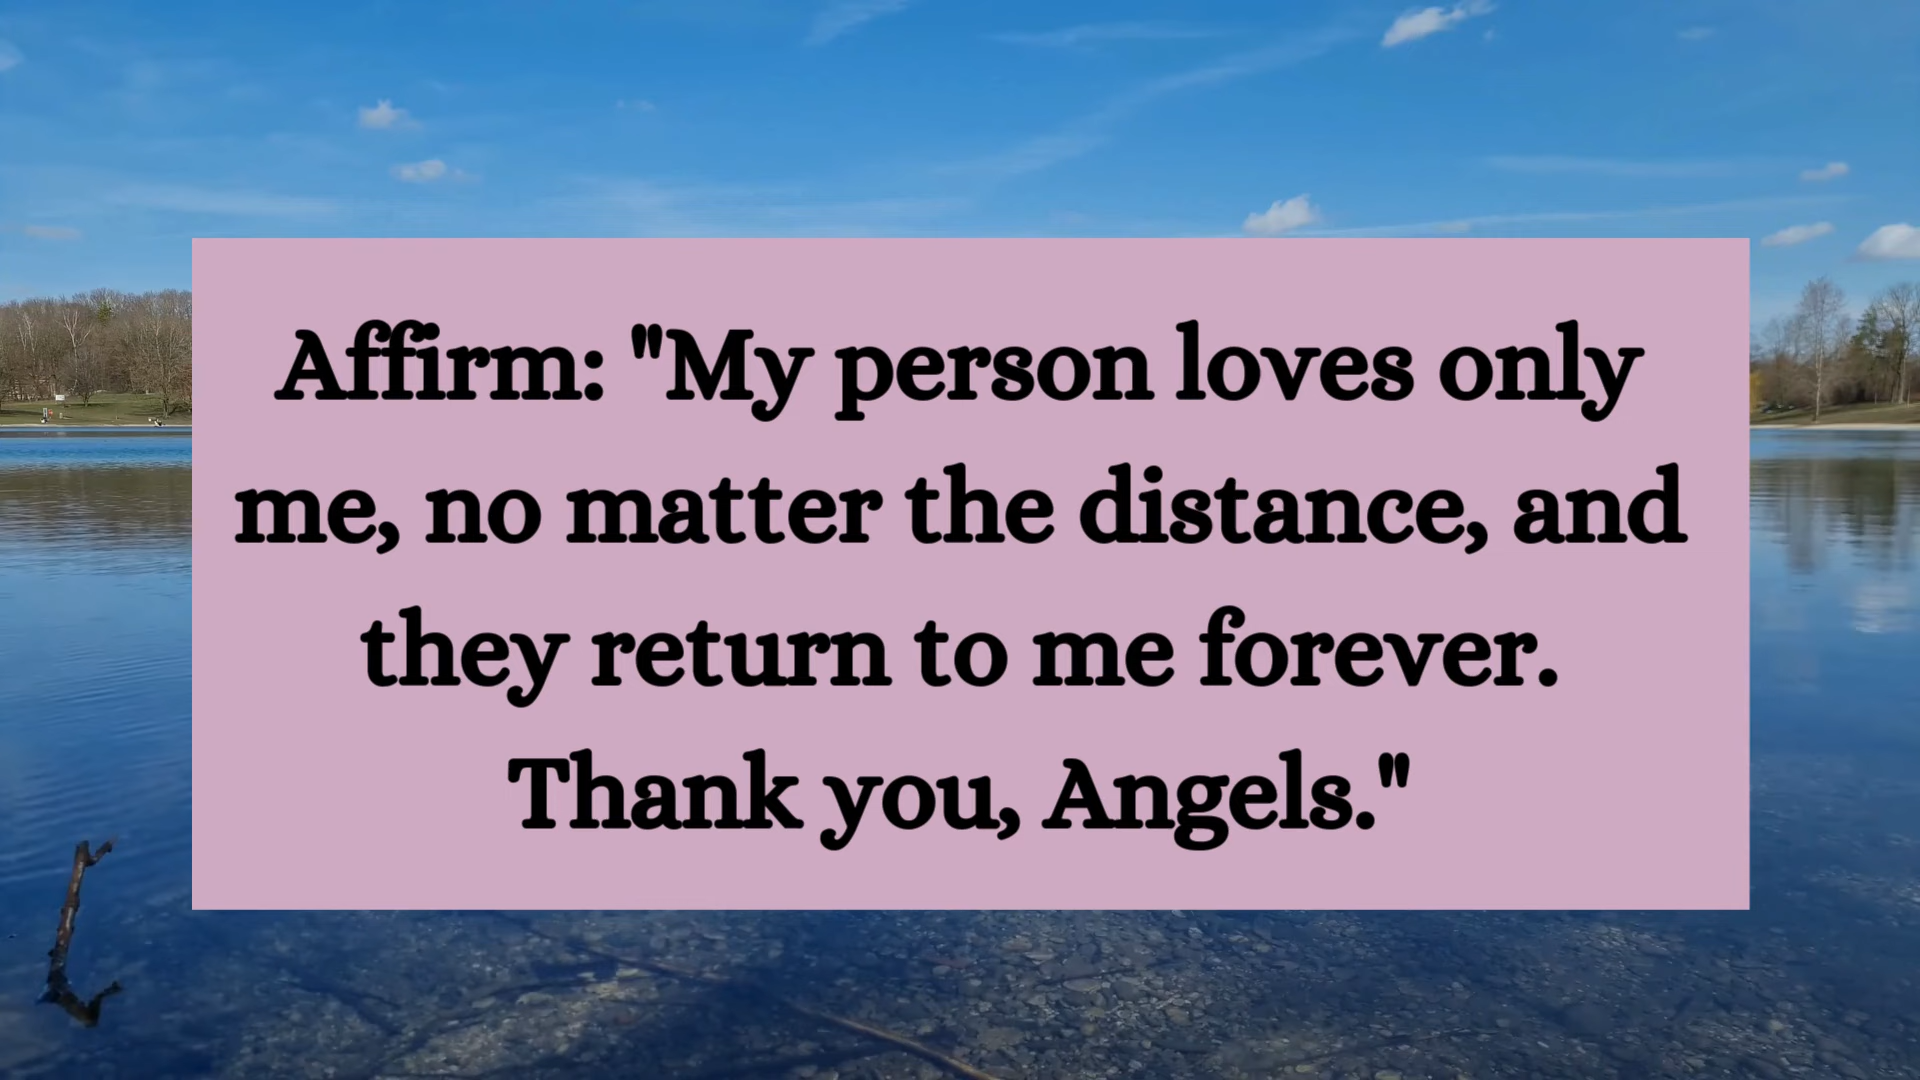 Affirm: "My person loves only
me, no matter the distance, and
they return to me forever.
Thank you, Angels."